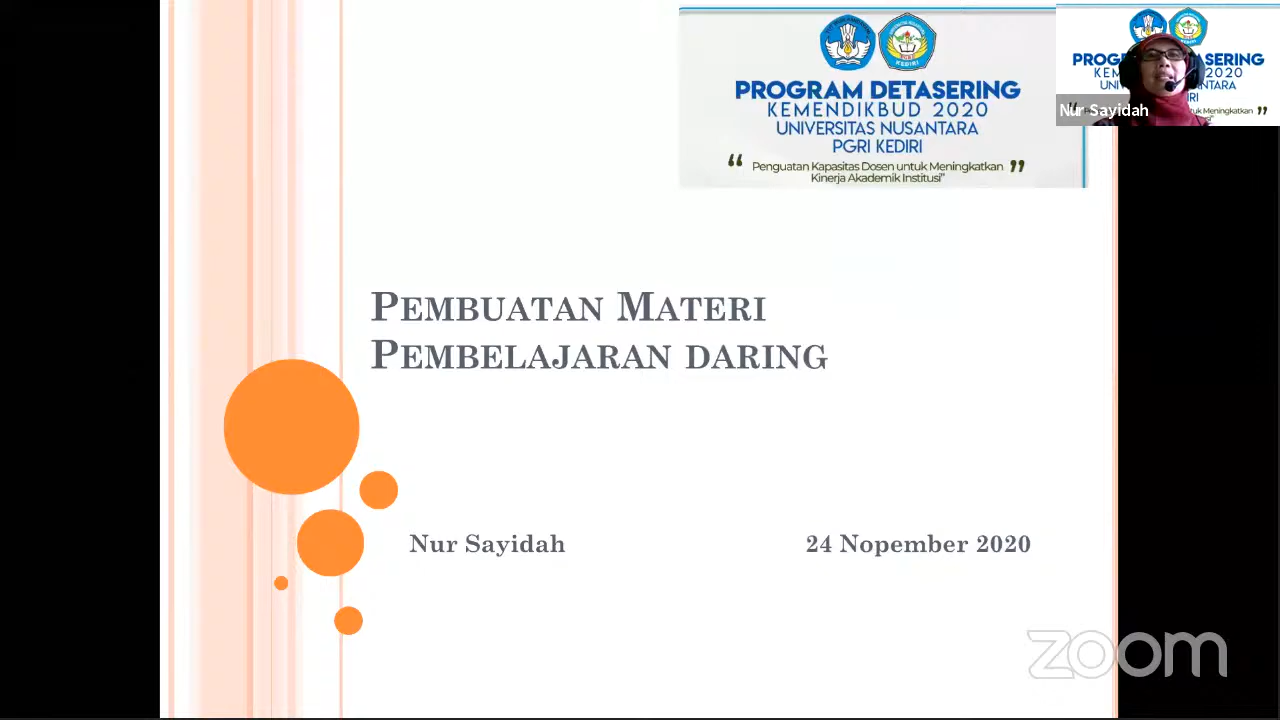 PROGRAM DETASERING
KEMENDIKBUD 2020
UNIVERSITAS NUSANTARA
PGRI KEDIRI
“ Penguatan Kapasitas Dosen untuk Meningkatkan ”
Kinerja Akademik Institusi”
KEDIRI
Nur Sayidah
PEMBUATAN MATERI
PEMBELAJARAN DARING
Nur Sayidah
24 Nopember 2020
zoom